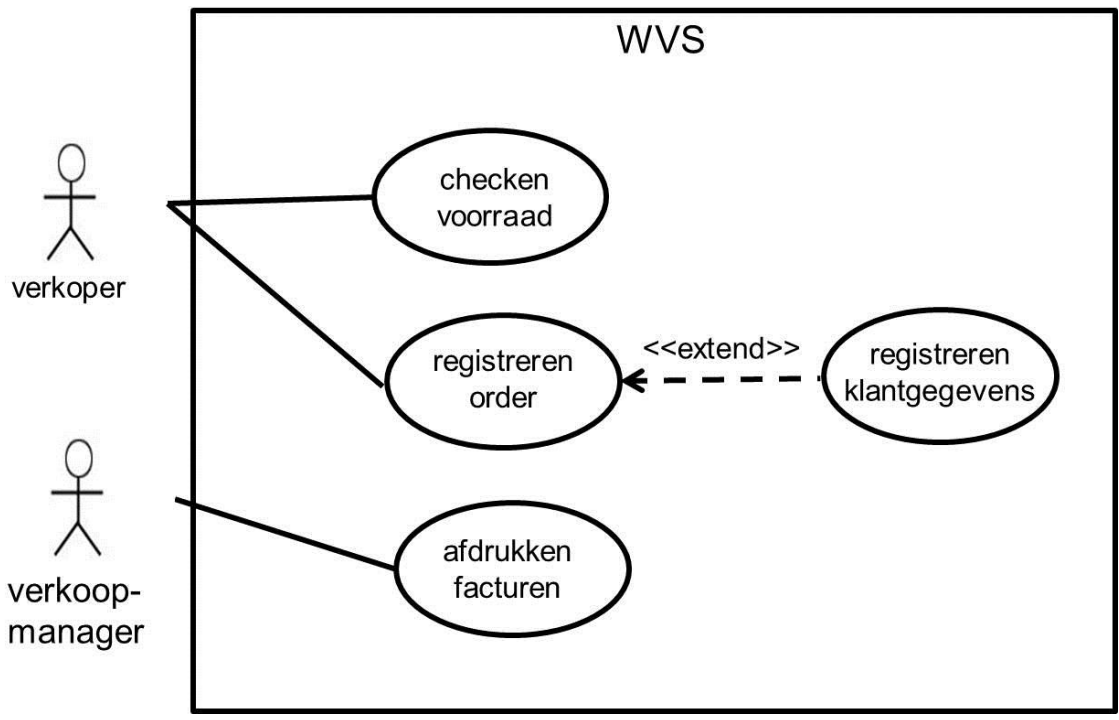 WVS
checken
voorraad
verkoper
registreren
order
<<extend>>
registreren
klantgegevens
afdrukken
facturen
verkoop-
manager